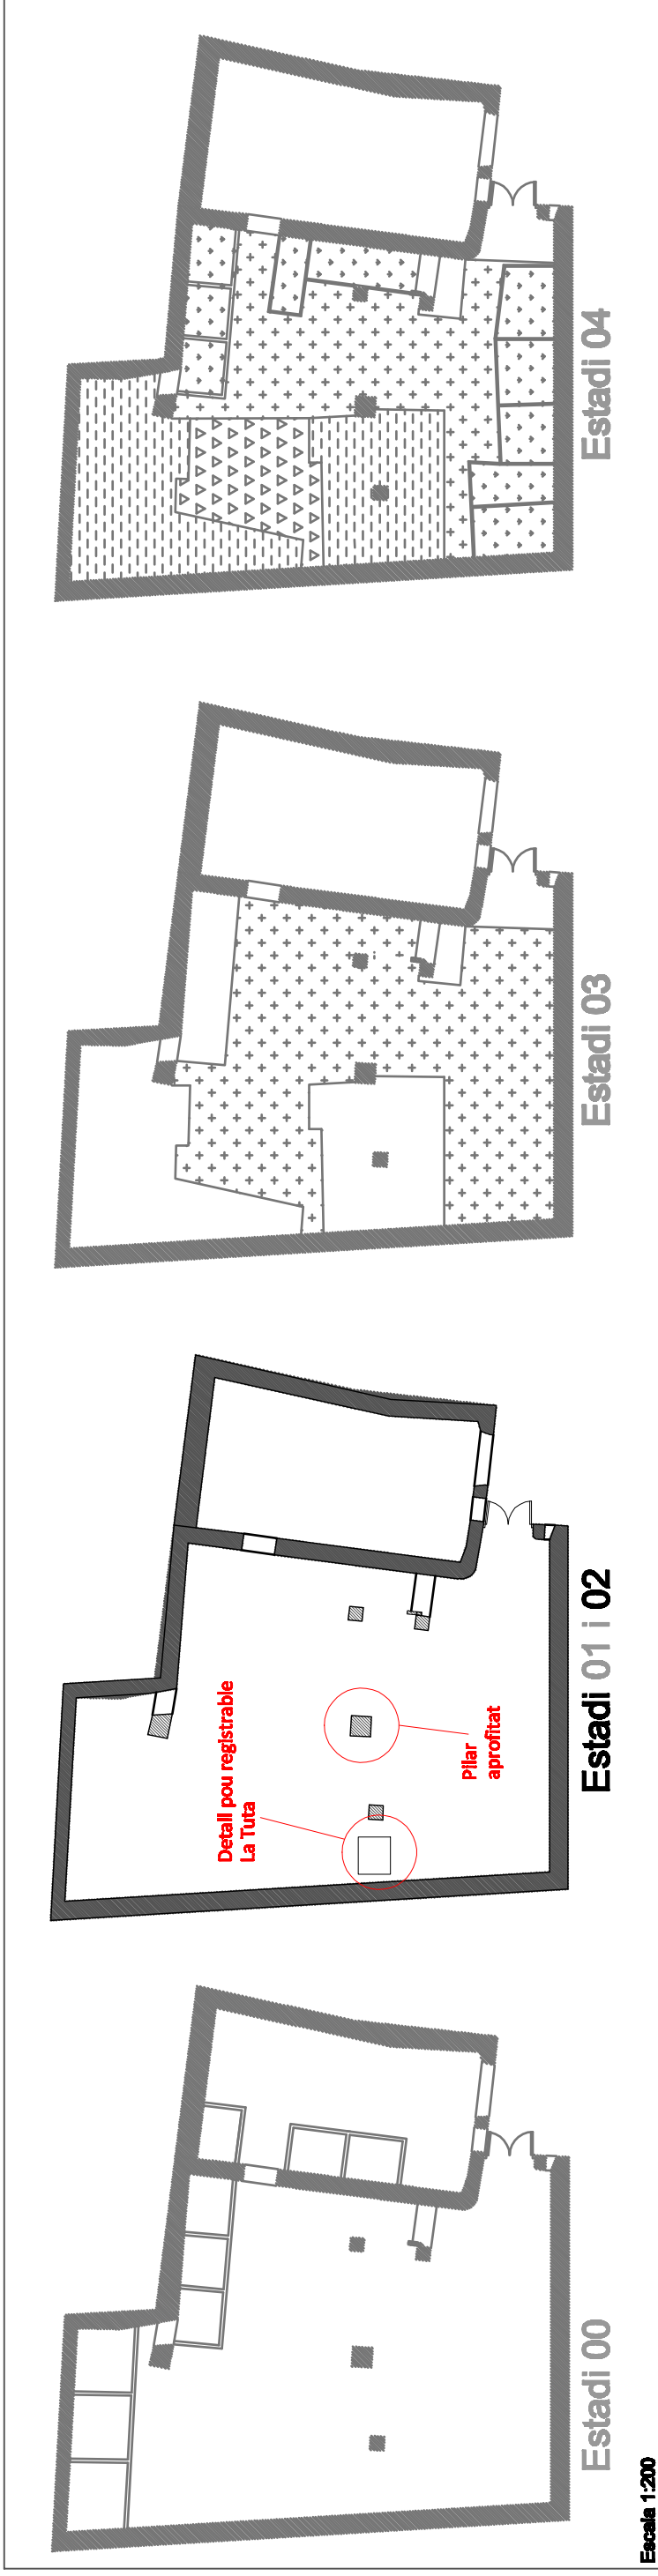 Estadi 00
Estadi 01 i 02
Estadi 03
Estadi 04
Detall pou registrable
La Tuta
Pilar
aprofitat
Escala 1:200